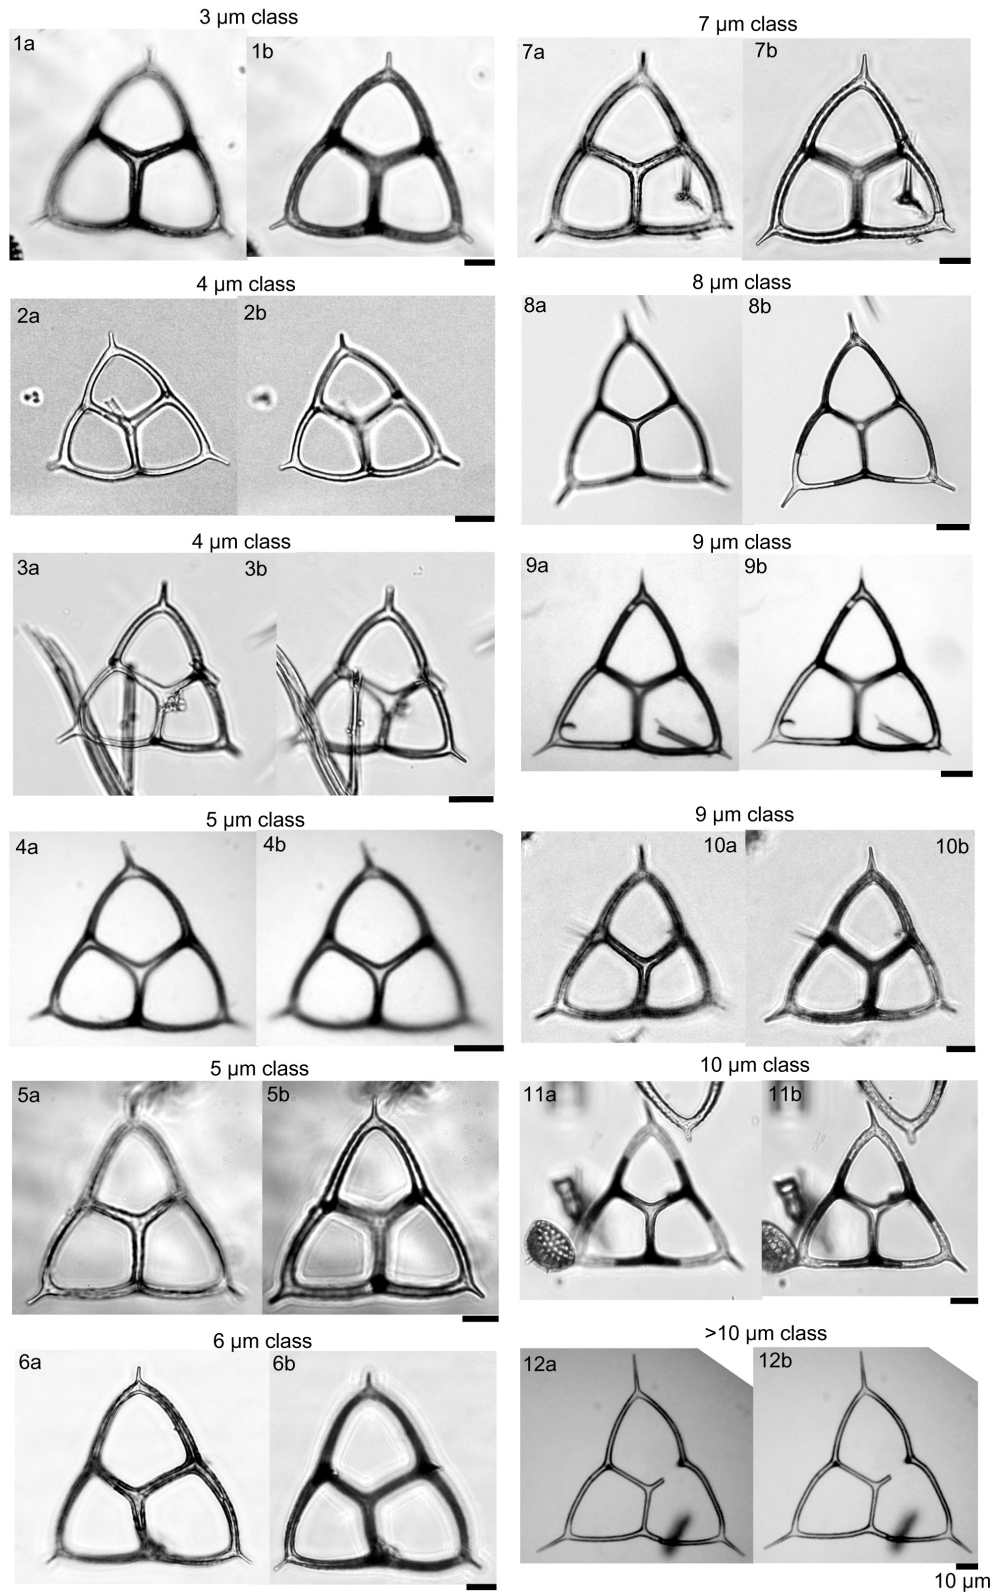 3 µm class
1a
1b
4 µm class
2a
2b
4 µm class
3a
3b
5 µm class
4a
4b
5 µm class
5a
5b
6 µm class
6a
6b
7 µm class
7a
7b
8 µm class
8a
8b
9 µm class
9a
9b
9 µm class
10a
10b
10 µm class
11a
11b
>10 µm class
12a
12b
10 µm